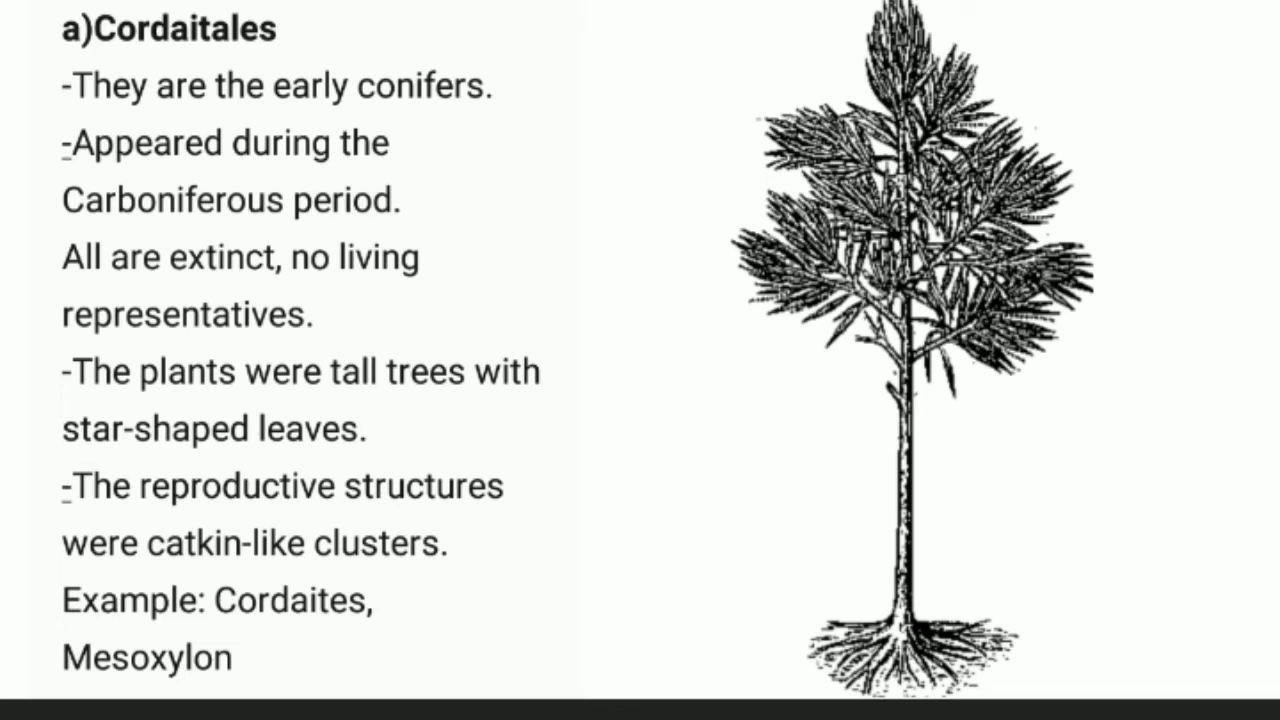 a)Cordaitales
-They are the early conifers.
-Appeared during the
Carboniferous period.
All are extinct, no living
representatives.
-The plants were tall trees with
star-shaped leaves.
-The reproductive structures
were catkin-like clusters.
Example: Cordaites,
Mesoxylon